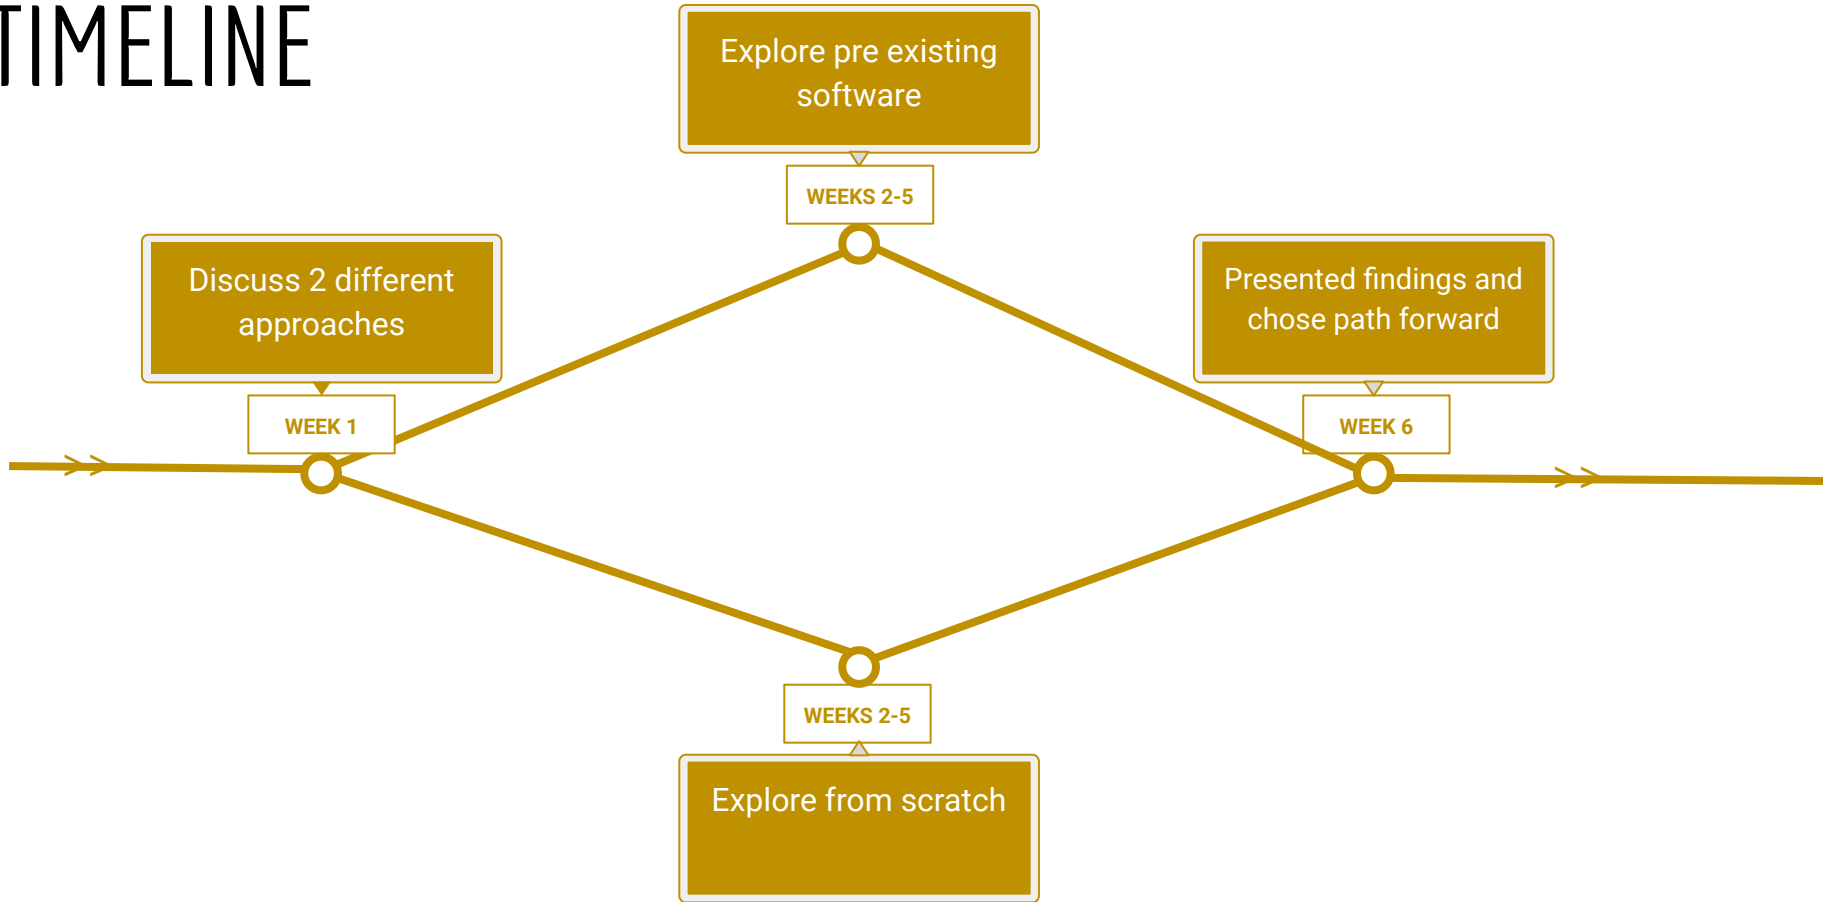 TIMELINE
Explore pre existing
software
WEEKS 2-5
Discuss 2 different
approaches
WEEK 1
Presented findings and
chose path forward
WEEK 6
WEEKS 2-5
Explore from scratch